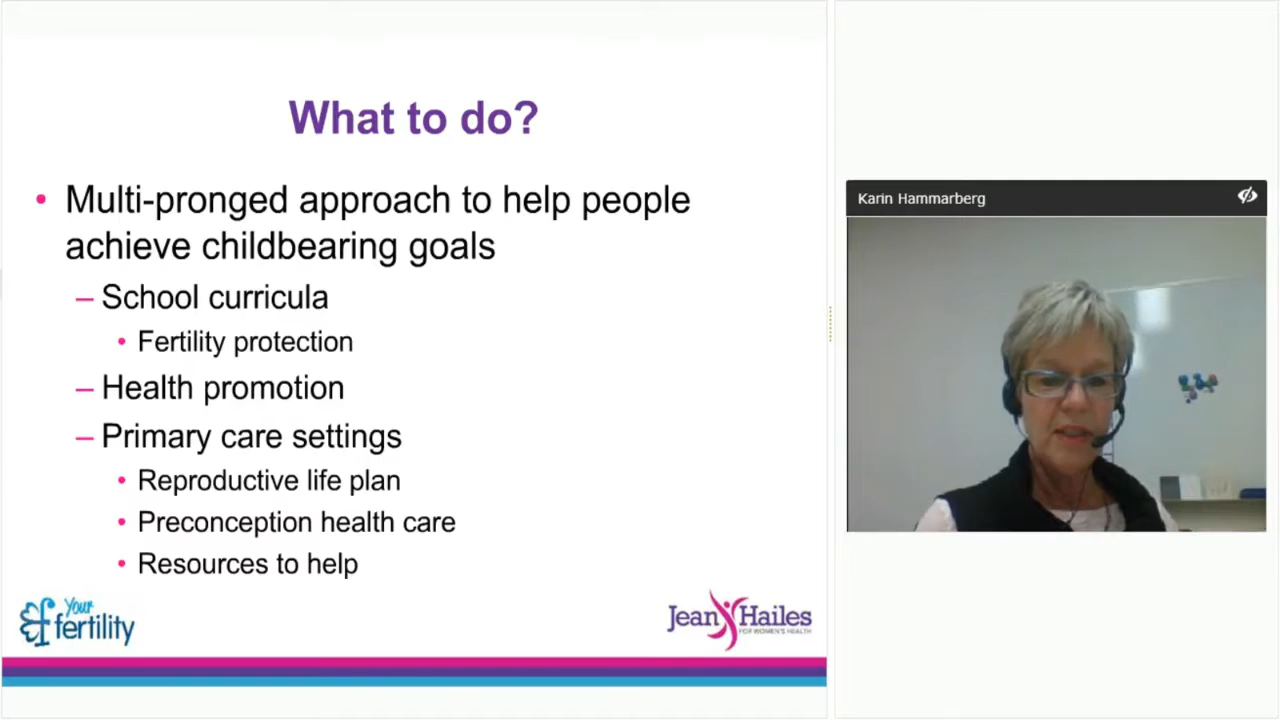 What to do?
• Multi-pronged approach to help people
achieve childbearing goals
– School curricula
• Fertility protection
– Health promotion
– Primary care settings
• Reproductive life plan
• Preconception health care
• Resources to help
Your
fertility
Jean Hailes
FOR WOMEN'S HEALTH
Karin Hammarberg